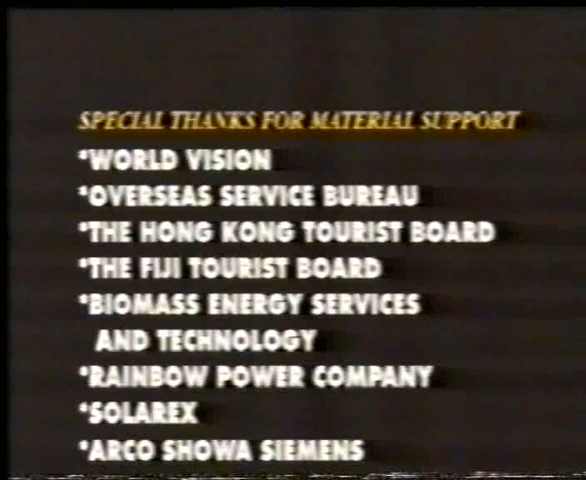 SPECIAL THANKS FOR MATERIAL SUPPORT
*WORLD VISION
*OVERSEAS SERVICE BUREAU
*THE HONG KONG TOURIST BOARD
*THE FIJI TOURIST BOARD
*BIOMASS ENERGY SERVICES
AND TECHNOLOGY
*RAINBOW POWER COMPANY
*SOLAREX
*ARCO SHOWA SIEMENS